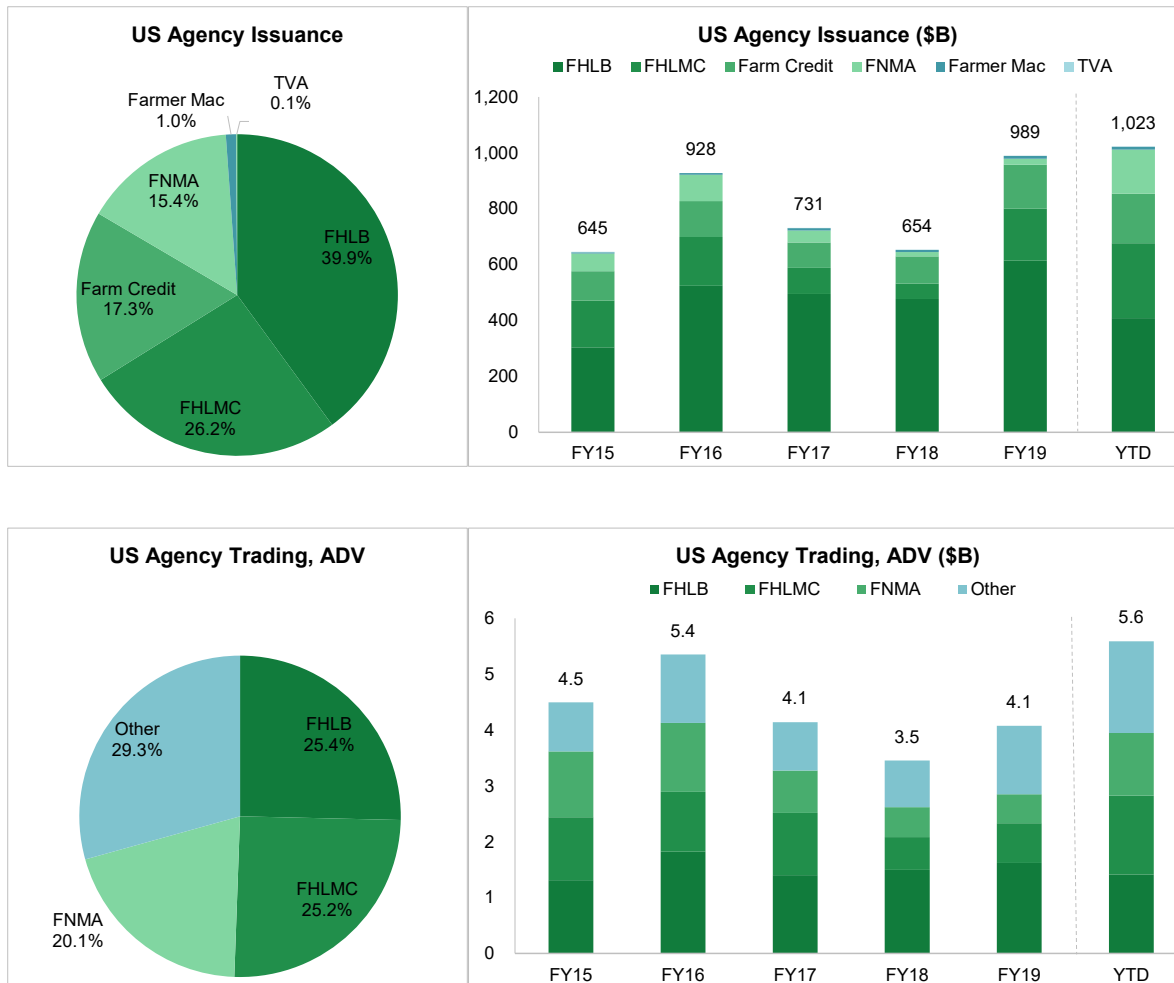 US Agency Issuance
TVA
0.1%
Farmer Mac
1.0%
FNMA
15.4%
FHLB
39.9%
Farm Credit
17.3%
FHLMC
26.2%
US Agency Issuance ($B)
FHLB FHLMC Farm Credit FNMA Farmer Mac TVA
1,200
1,000
800
600
400
200
0
645
928
731
654
989
1,023
FY15 FY16 FY17 FY18 FY19 YTD
US Agency Trading, ADV
Other
29.3%
FHLB
25.4%
FHLMC
25.2%
FNMA
20.1%
US Agency Trading, ADV ($B)
FHLB FHLMC FNMA Other
6
5
4
3
2
1
0
4.5
5.4
4.1
3.5
4.1
5.6
FY15 FY16 FY17 FY18 FY19 YTD